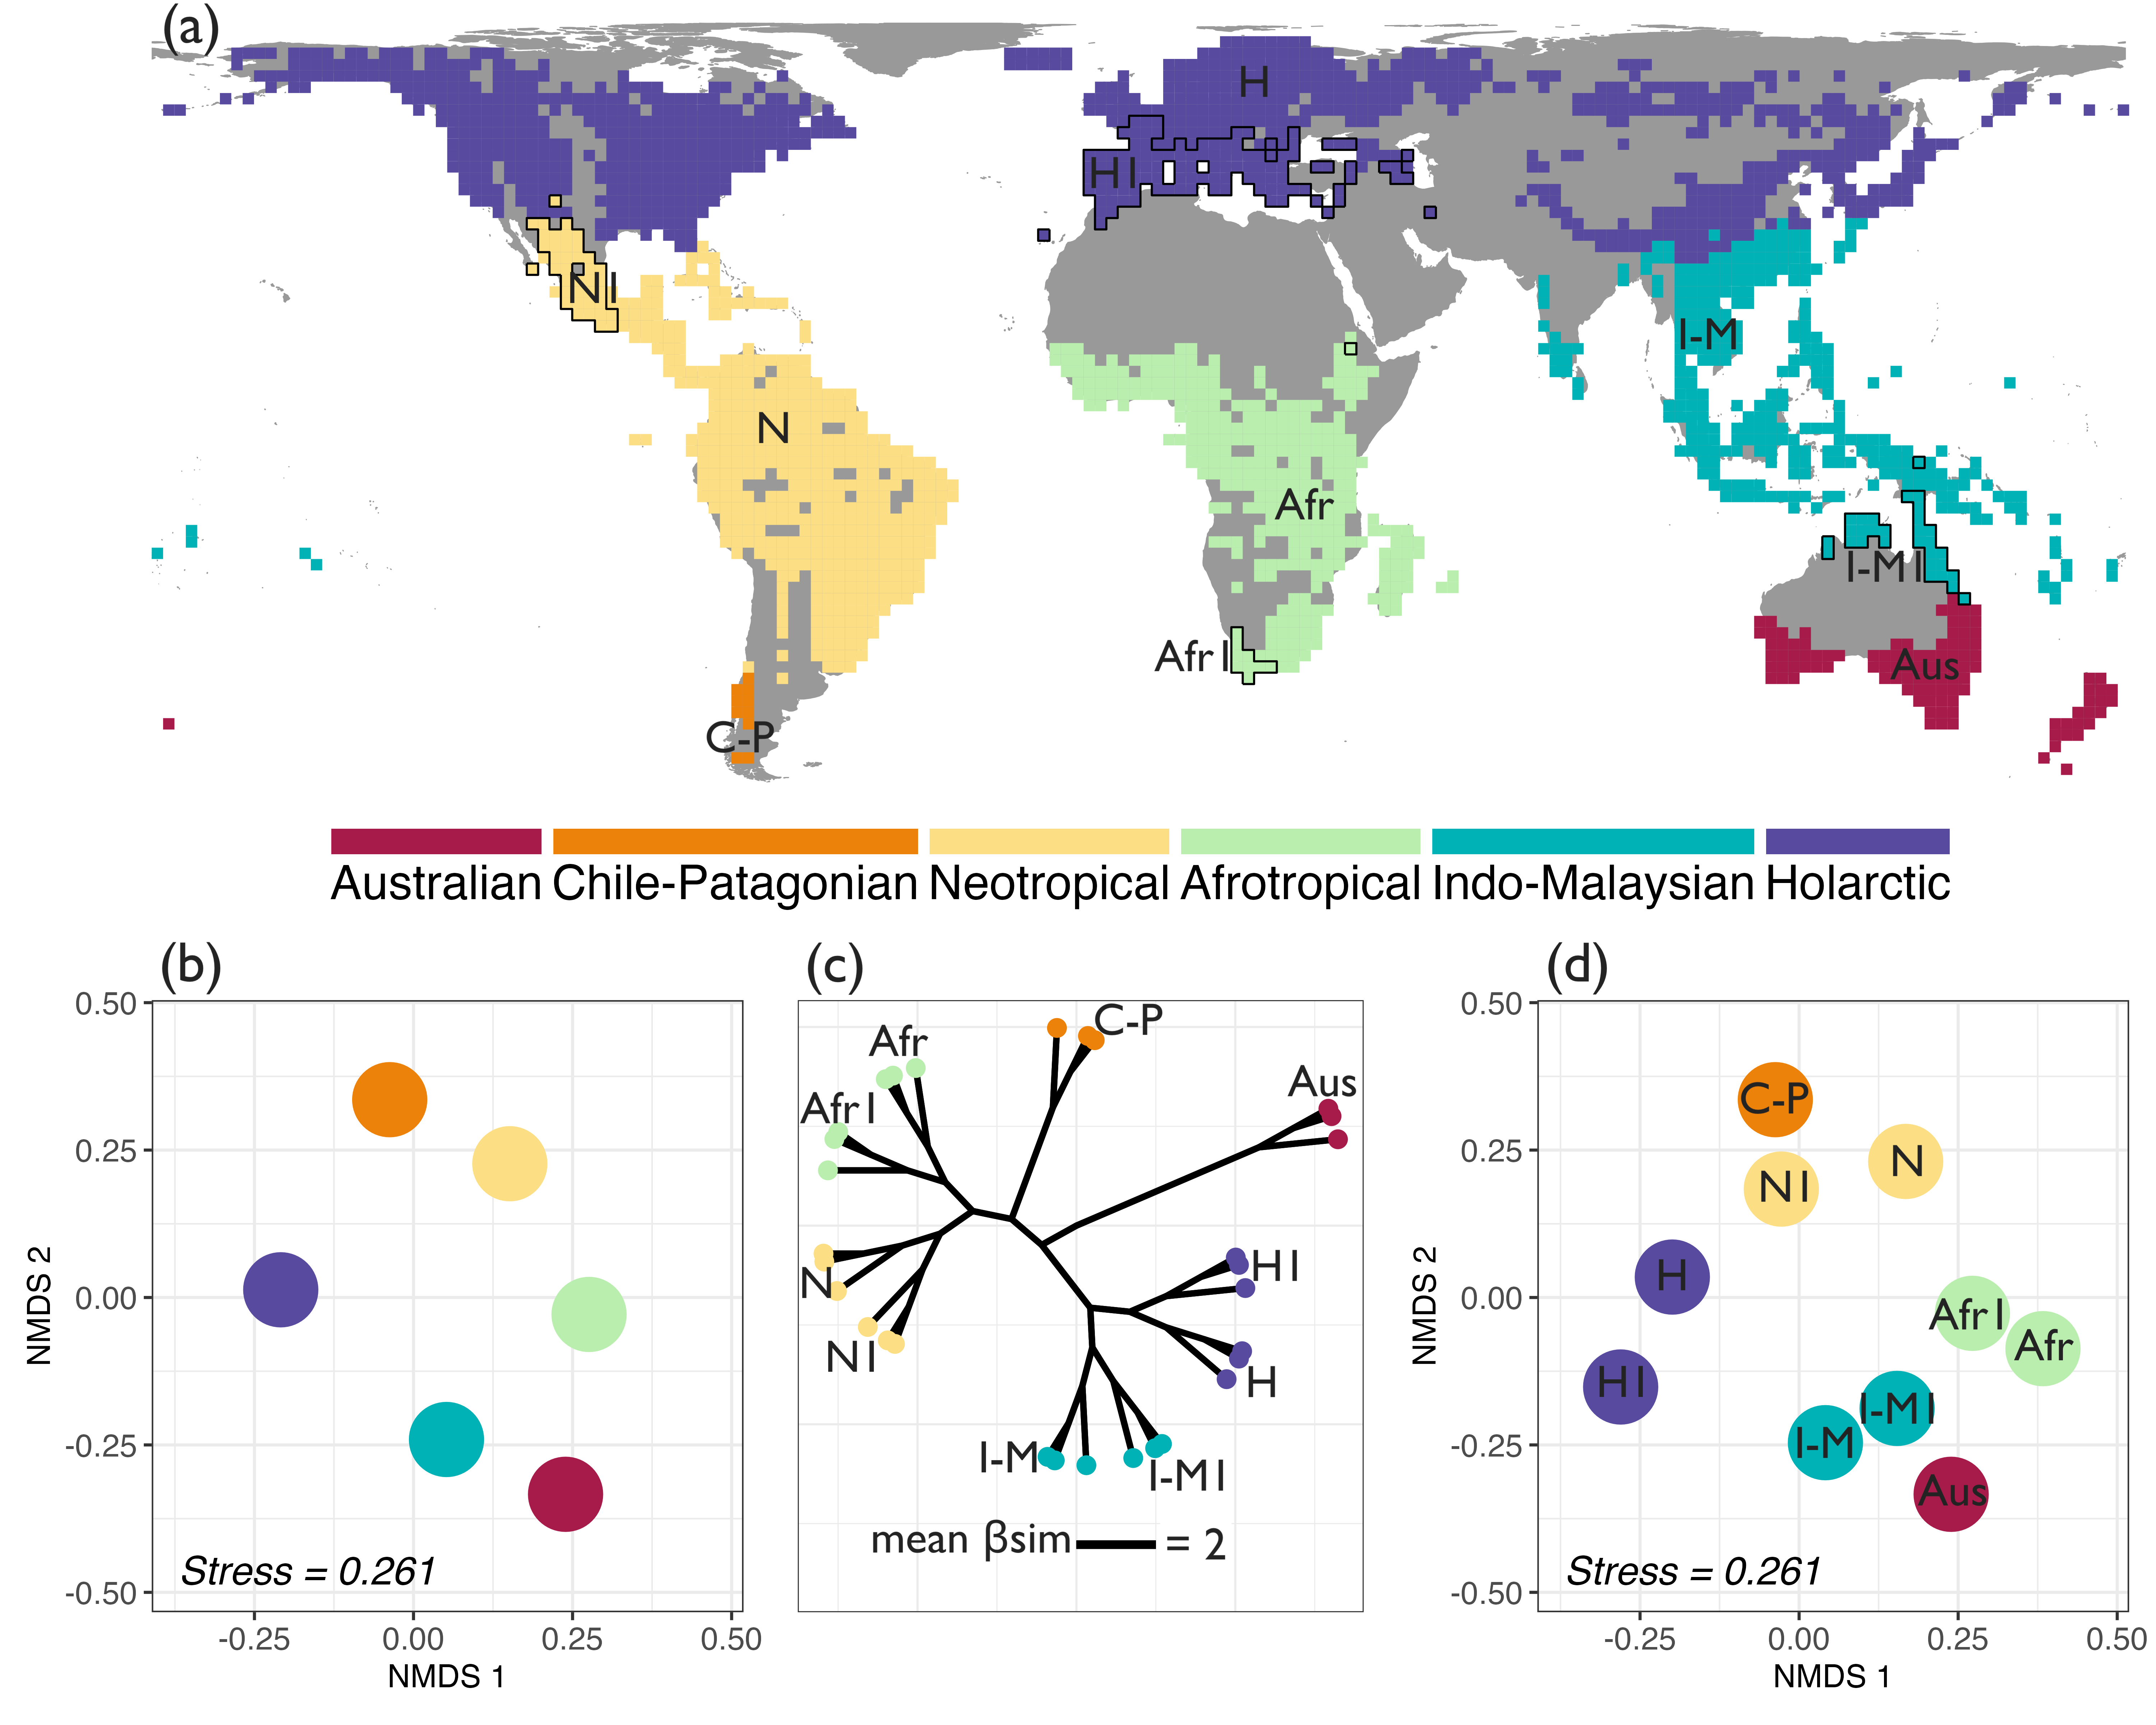 (a)
H
H I
N I
I-M
N
Afr
I-M I
Afr I
Aus
C-P
Australian Chile-Patagonian Neotropical Afrotropical Indo-Malaysian Holarctic
(b)
0.50
0.25
0.00
-0.25
-0.50
NMDS 2
Stress = 0.261
-0.25 0.00 0.25 0.50
NMDS 1
(c)
C-P
Afr
Aus
Afr I
H I
N
N I
H
I-M
I-M I
mean βsim = 2
(d)
0.50
0.25
0.00
-0.25
-0.50
NMDS 2
C-P
N
N I
H
Afr I
Afr
H I
I-M I
I-M
Aus
Stress = 0.261
-0.25 0.00 0.25 0.50
NMDS 1